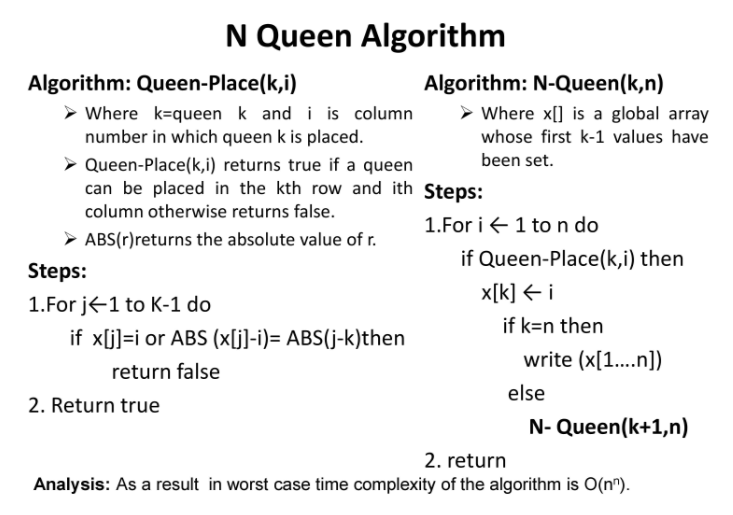 N Queen Algorithm
Algorithm: Queen-Place(k,i)
➢ Where k=queen k and i is column
number in which queen k is placed.
➢ Queen-Place(k,i) returns true if a queen
can be placed in the kth row and ith
column otherwise returns false.
➢ ABS(r)returns the absolute value of r.
Steps:
1.For j←1 to K-1 do
if x[j]=i or ABS (x[j]-i)= ABS(j-k)then
return false
2. Return true
Algorithm: N-Queen(k,n)
➢ Where x[] is a global array
whose first k-1 values have
been set.
Steps:
1.For i ← 1 to n do
if Queen-Place(k,i) then
x[k] ← i
if k=n then
write (x[1....n])
else
N- Queen(k+1,n)
2. return
Analysis: As a result in worst case time complexity of the algorithm is O(nⁿ).